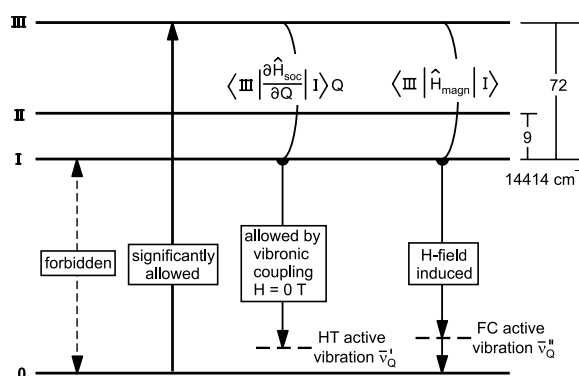 III
⟨III|∂Ĥsoc/∂Q|I⟩Q
⟨III|Ĥmagn|I⟩
72
II
9
I
14414 cm⁻
forbidden
significantly
allowed
allowed by
vibronic
coupling
H = 0 T
H-field
induced
HT active
vibration ν̄'Q
FC active
vibration ν̄"Q
0